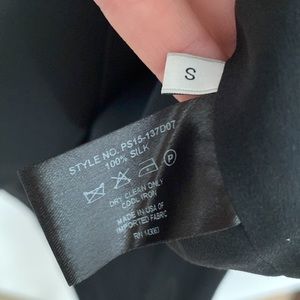 S
STYLE NO. PS15-137D07
100% SILK
P
DRY CLEAN ONLY
COOL IRON
MADE IN USA OF
IMPORTED FABRIC